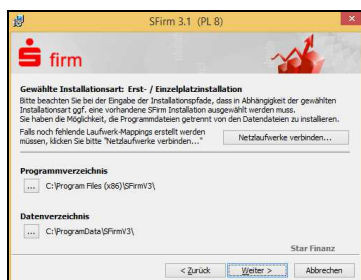 SFirm 3.1 (PL 8)
firm
Gewählte Installationsart: Erst- / Einzelplatzinstallation
Bitte beachten Sie bei der Eingabe der Installationspfade, dass in Abhängigkeit der gewählten
Installationsart ggf. eine vorhandene SFirm Installation ausgewählt werden muss.
Sie haben die Möglichkeit, die Programmdateien getrennt von den Datendateien zu installieren.
Falls noch fehlende Laufwerk-Mappings erstellt werden
müssen, klicken Sie bitte "Netzlaufwerke verbinden..."
Netzlaufwerke verbinden...
Programmverzeichnis
... C:\Program Files (x86)\SFirmV3\
Datenverzeichnis
... C:\ProgramData\SFirmV3\
Star Finanz
< Zurück
Weiter >
Abbrechen